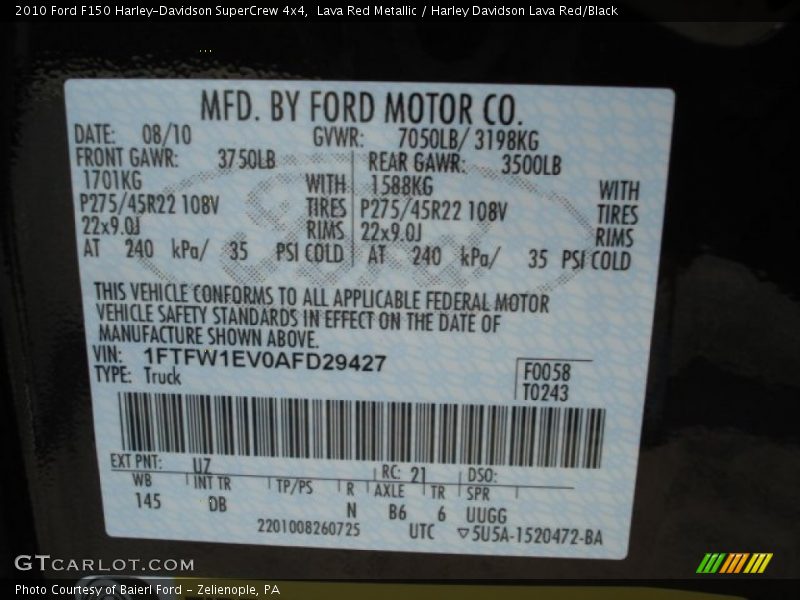 2010 Ford F150 Harley-Davidson SuperCrew 4x4,  Lava Red Metallic / Harley Davidson Lava Red/Black
MFD. BY FORD MOTOR CO.
DATE: 08/10 GVWR: 7050LB/ 3198KG
FRONT GAWR: 3750LB REAR GAWR: 3500LB
1701KG WITH 1588KG WITH
P275/45R22 108V TIRES P275/45R22 108V TIRES
22x9.0J RIMS 22x9.0J RIMS
AT 240 kPa/ 35 PSI COLD AT 240 kPa/ 35 PSI COLD
THIS VEHICLE CONFORMS TO ALL APPLICABLE FEDERAL MOTOR
VEHICLE SAFETY STANDARDS IN EFFECT ON THE DATE OF
MANUFACTURE SHOWN ABOVE.
VIN: 1FTFW1EV0AFD29427
TYPE: Truck
F0058
T0243
EXT PNT: UZ RC: 21 DSO:
WB INT TR TP/PS R AXLE TR SPR
145 DB N B6 6 UUGG
2201008260725 UTC ▽5U5A-1520472-BA
GTCARLOT.COM
Photo Courtesy of Baierl Ford - Zelienople, PA